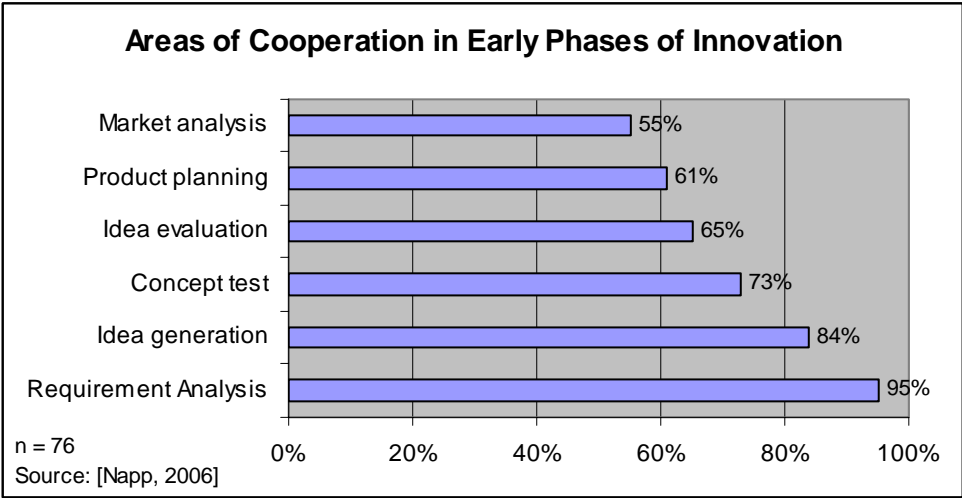 Areas of Cooperation in Early Phases of Innovation
Market analysis
55%
Product planning
61%
Idea evaluation
65%
Concept test
73%
Idea generation
84%
Requirement Analysis
95%
0%
20%
40%
60%
80%
100%
n = 76
Source: [Napp, 2006]